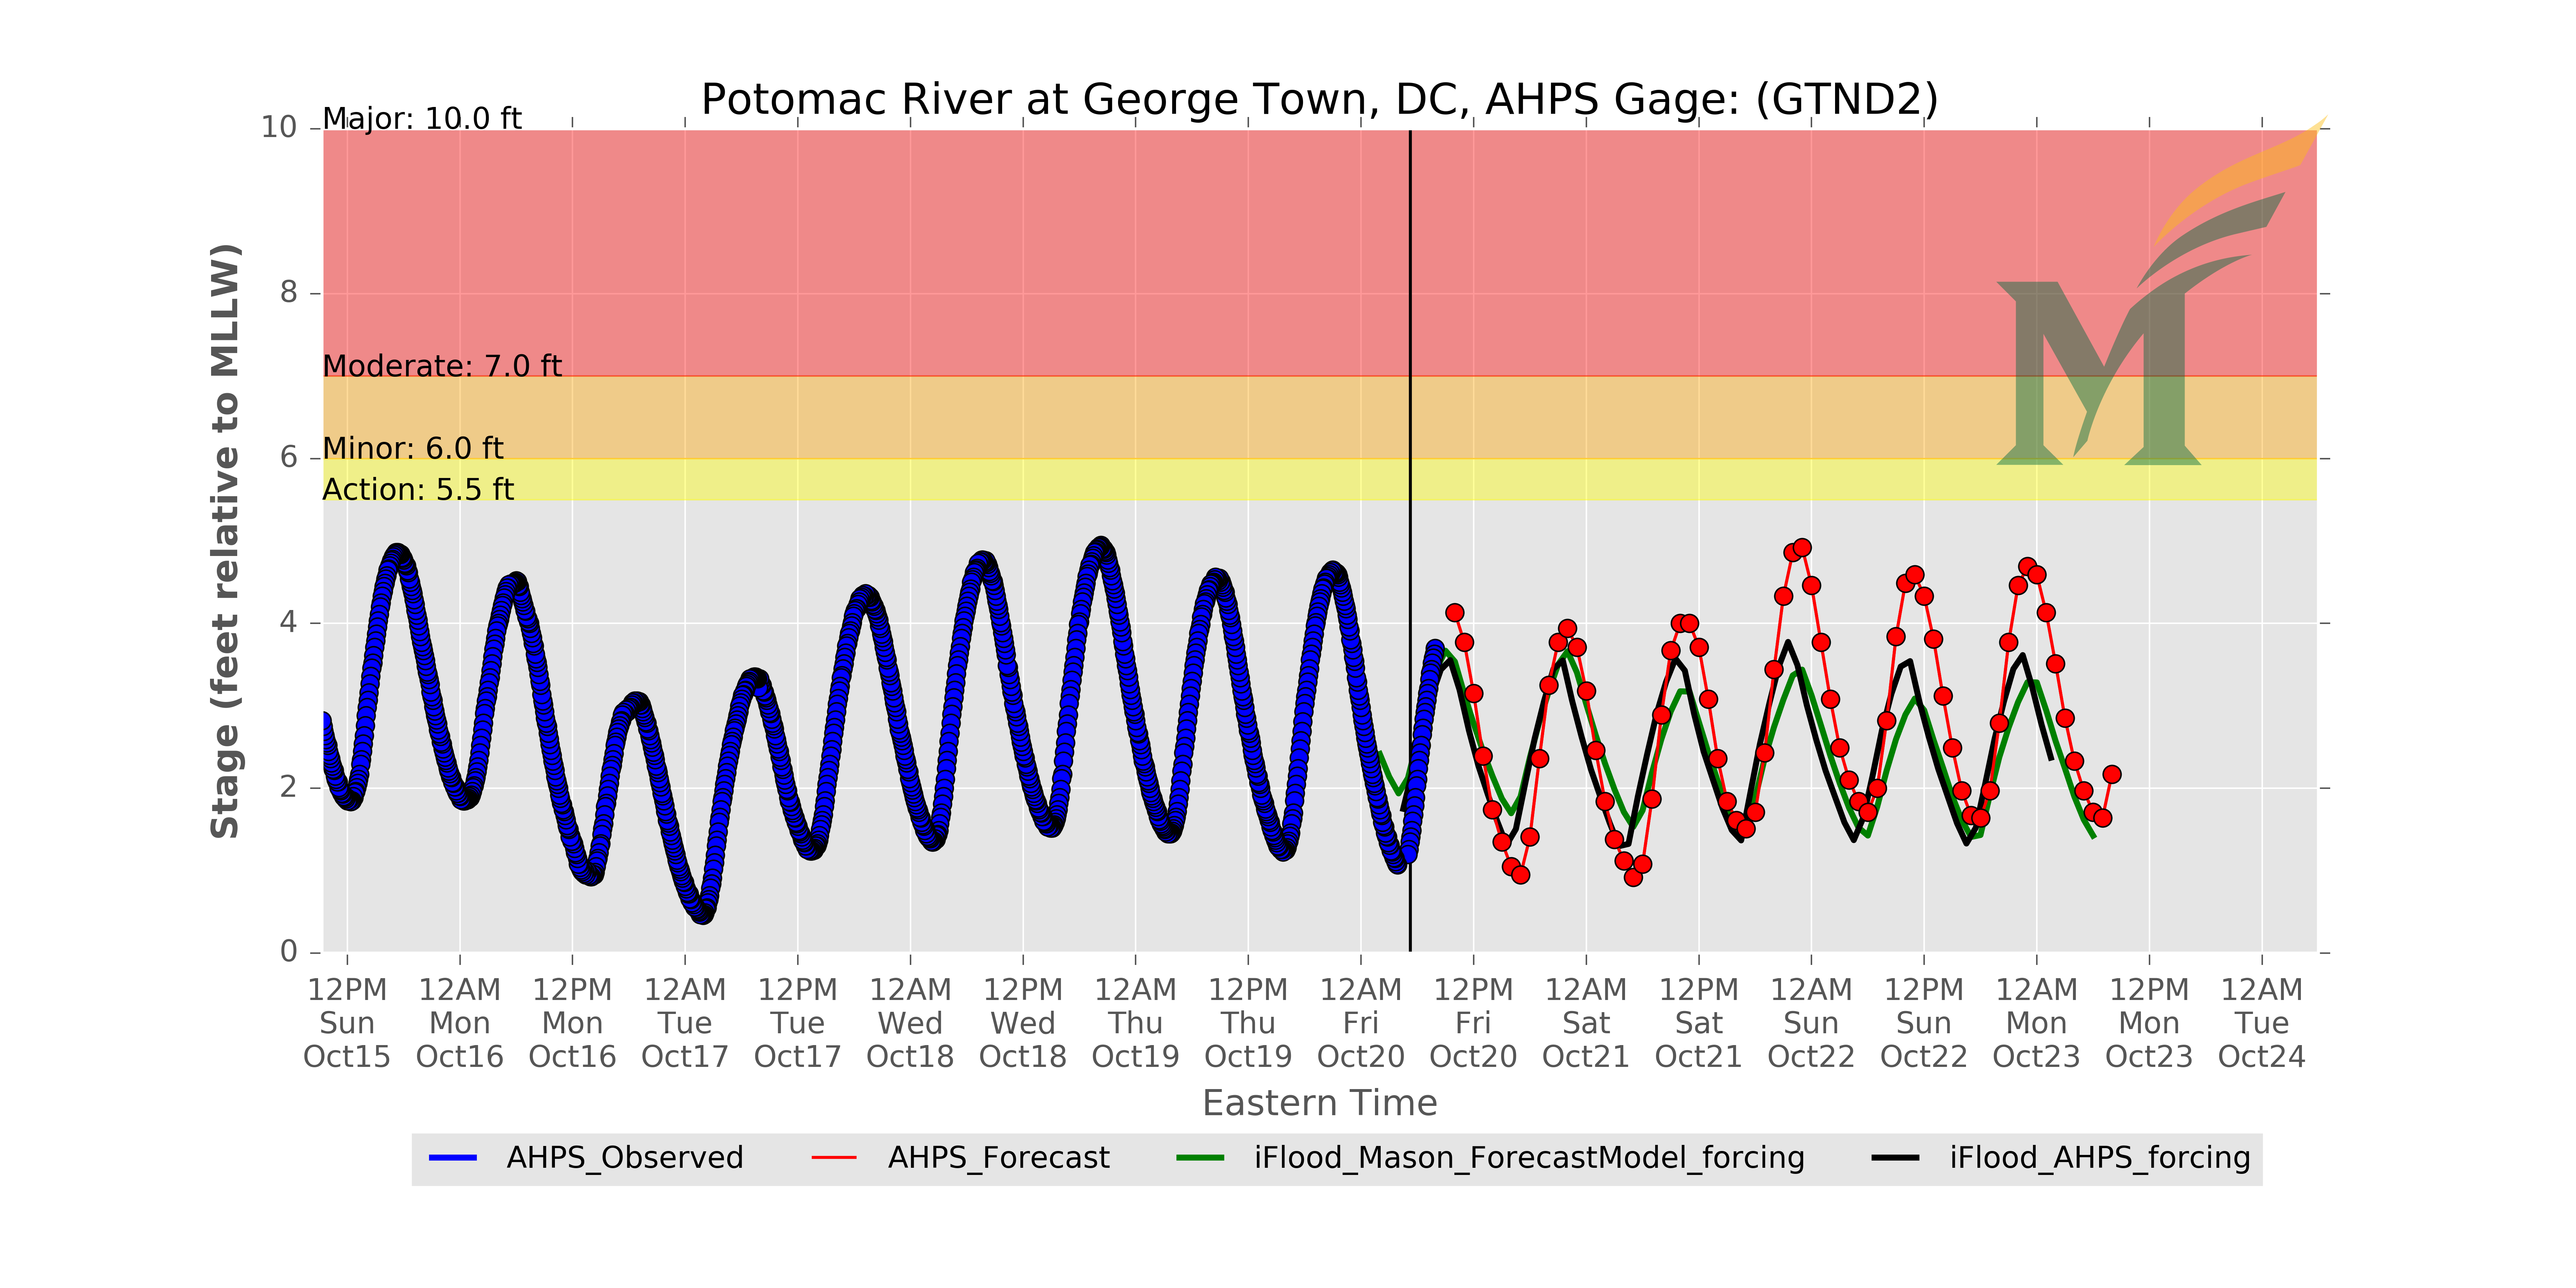 Potomac River at George Town, DC, AHPS Gage: (GTND2)
Major: 10.0 ft
Moderate: 7.0 ft
Minor: 6.0 ft
Action: 5.5 ft
Stage (feet relative to MLLW)
10
8
6
4
2
0
12PM 12AM 12PM 12AM 12PM 12AM 12PM 12AM 12PM 12AM 12PM 12AM 12PM 12AM 12PM 12AM 12PM 12AM
Sun Mon Mon Tue Tue Wed Wed Thu Thu Fri Fri Sat Sat Sun Sun Mon Mon Tue
Oct15 Oct16 Oct16 Oct17 Oct17 Oct18 Oct18 Oct19 Oct19 Oct20 Oct20 Oct21 Oct21 Oct22 Oct22 Oct23 Oct23 Oct24
Eastern Time
AHPS_Observed AHPS_Forecast iFlood_Mason_ForecastModel_forcing iFlood_AHPS_forcing